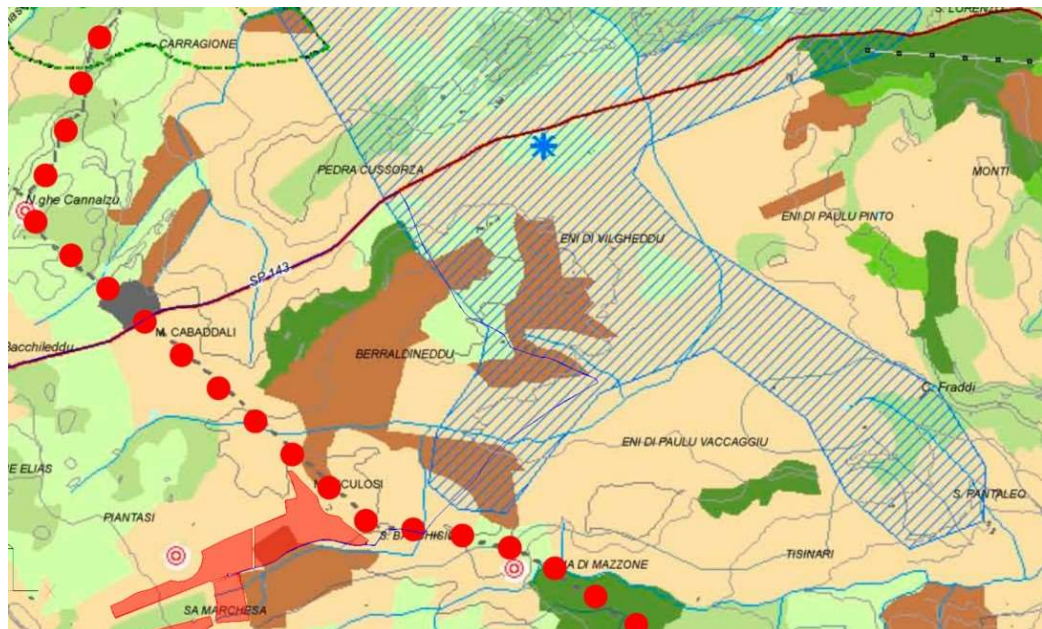 S. LORENZO
CARRAGIONE
PEDRA CUSSORZA
MONTI
N.ghe Cannalzu
ENI DI PAULU PINTO
ENI DI VILGHEDDU
SP 143
M. CABADDALI
Bacchileddu
BERRALDINEDDU
C. Fraddi
ENI DI PAULU VACCAGGIU
E ELIAS
CULOSI
S. PANTALEO
PIANTASI
TISINARI
IA DI MAZZONE
SA MARCHESA